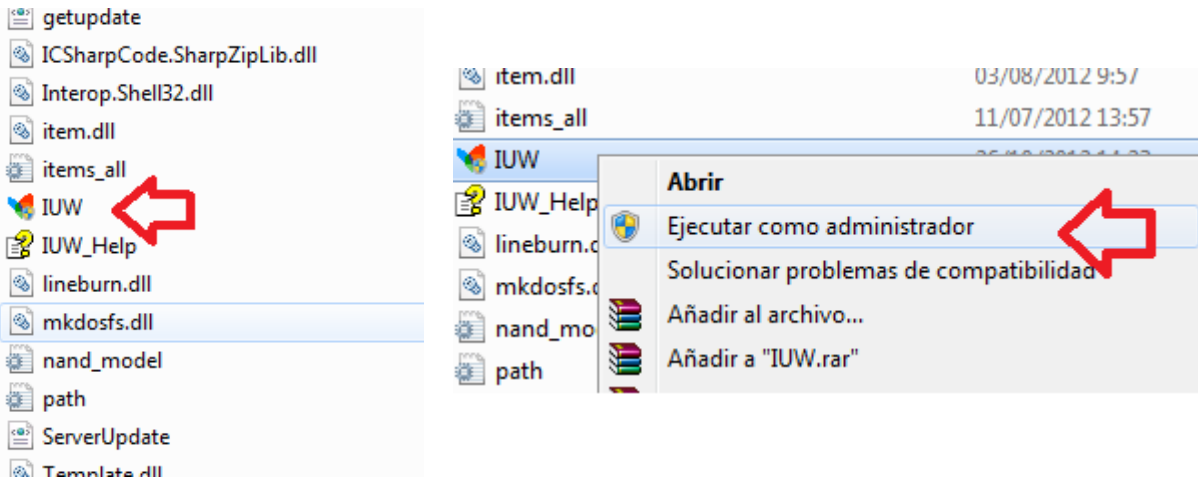 getupdate
ICSharpCode.SharpZipLib.dll
Interop.Shell32.dll
item.dll
items_all
IUW
IUW_Help
lineburn.dll
mkdosfs.dll
nand_model
path
ServerUpdate
Template.dll
item.dll 03/08/2012 9:57
items_all 11/07/2012 13:57
IUW
IUW_Help
lineburn.d
mkdosfs.d
nand_mo
path
Abrir
Ejecutar como administrador
Solucionar problemas de compatibilidad
Añadir al archivo...
Añadir a "IUW.rar"